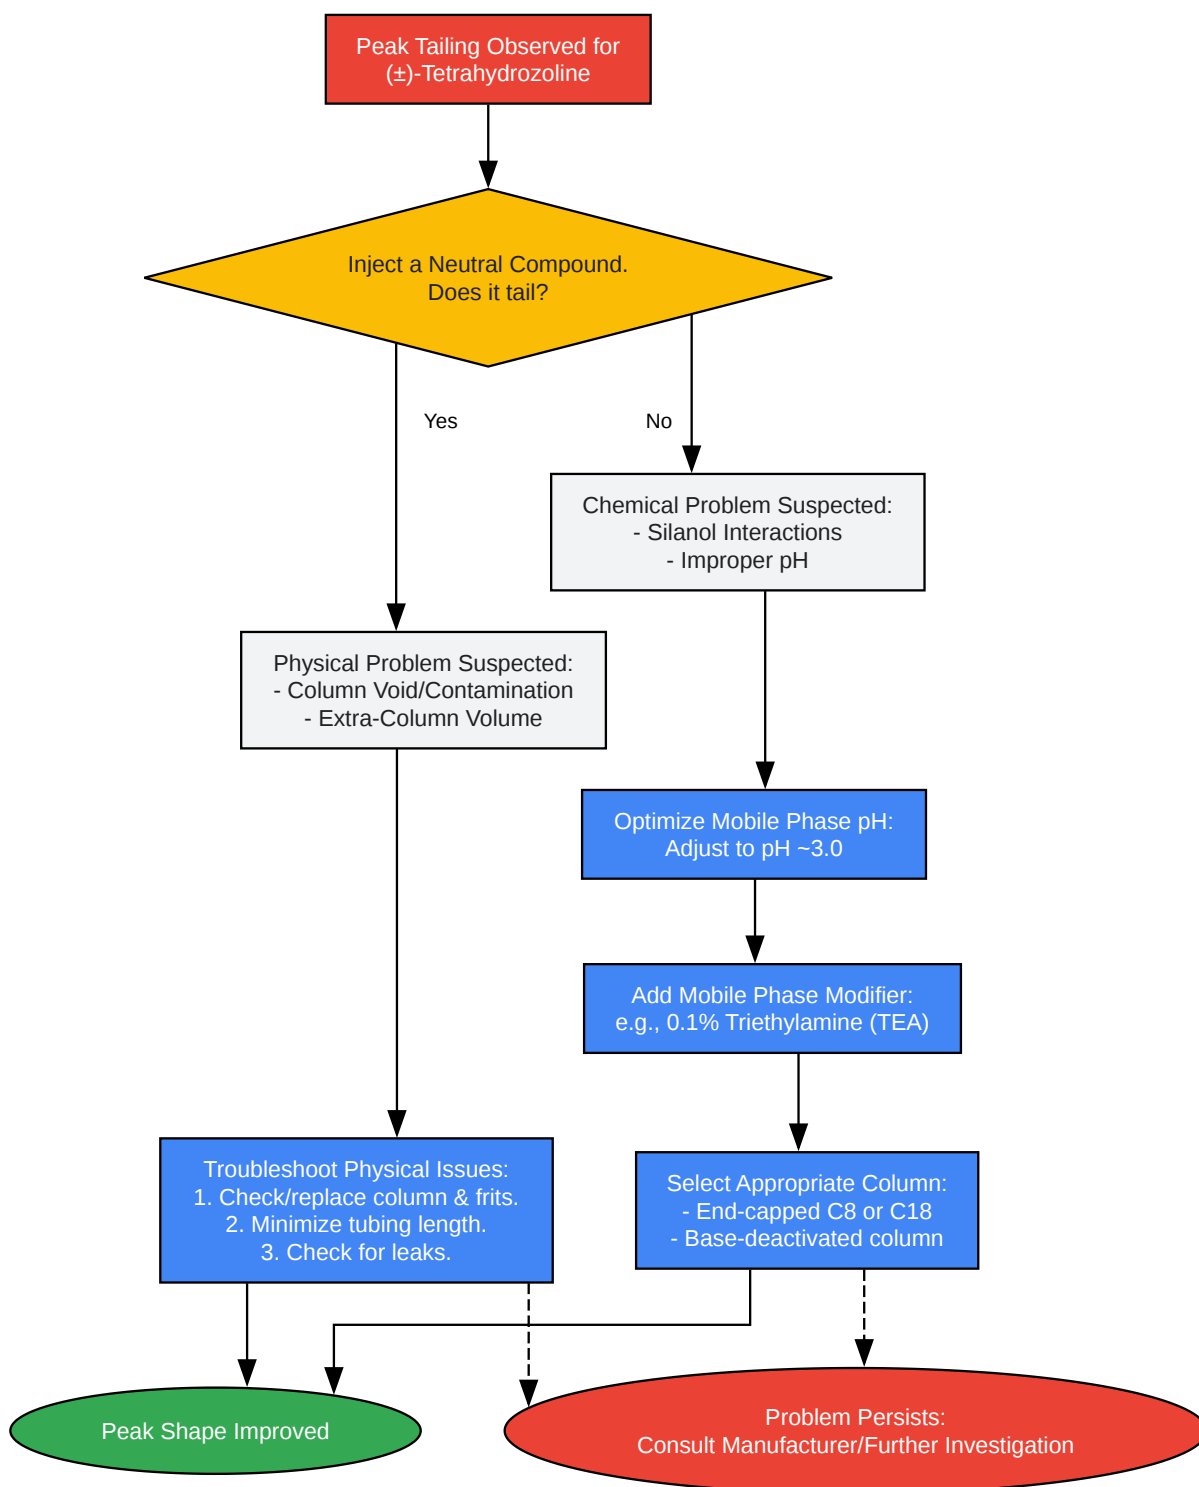 Peak Tailing Observed for
(±)-Tetrahydrozoline
Inject a Neutral Compound.
Does it tail?
Yes
No
Chemical Problem Suspected:
- Silanol Interactions
- Improper pH
Physical Problem Suspected:
- Column Void/Contamination
- Extra-Column Volume
Optimize Mobile Phase pH:
Adjust to pH ~3.0
Add Mobile Phase Modifier:
e.g., 0.1% Triethylamine (TEA)
Troubleshoot Physical Issues:
1. Check/replace column & frits.
2. Minimize tubing length.
3. Check for leaks.
Select Appropriate Column:
- End-capped C8 or C18
- Base-deactivated column
Peak Shape Improved
Problem Persists:
Consult Manufacturer/Further Investigation